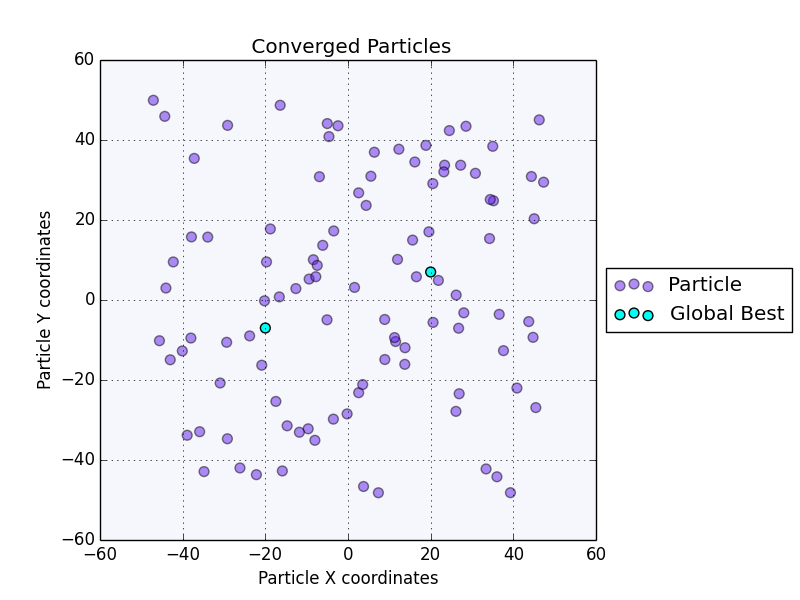 Converged Particles
60
40
20
0
−20
−40
−60
−60 −40 −20 0 20 40 60
Particle Y coordinates
Particle X coordinates
Particle
Global Best